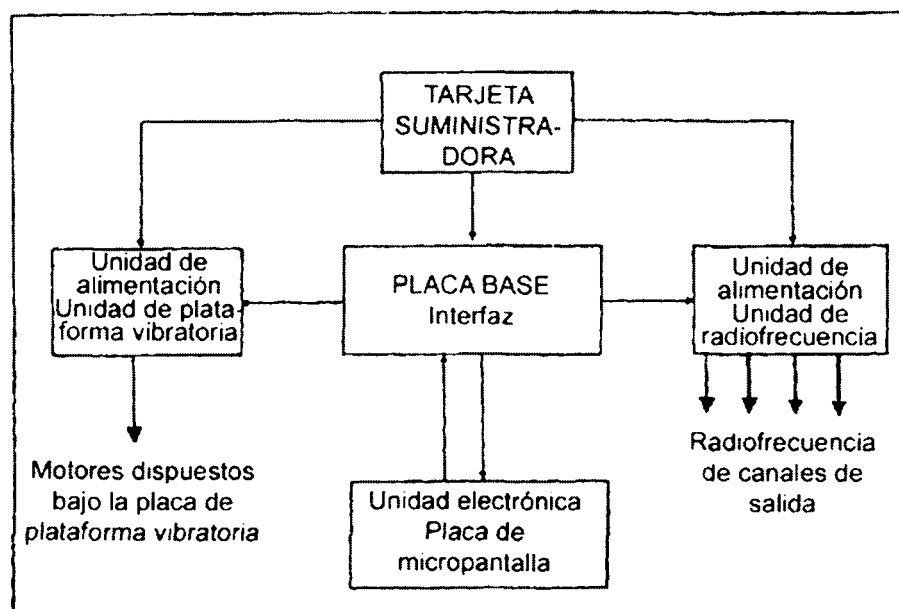 TARJETA
SUMINISTRA-
DORA
Unidad de
alimentación
Unidad de plata-
forma vibratoria
PLACA BASE
Interfaz
Unidad de
alimentación
Unidad de
radiofrecuencia
Motores dispuestos
bajo la placa de
plataforma vibratoria
Unidad electrónica
Placa de
micropantalla
Radiofrecuencia
de canales de
salida